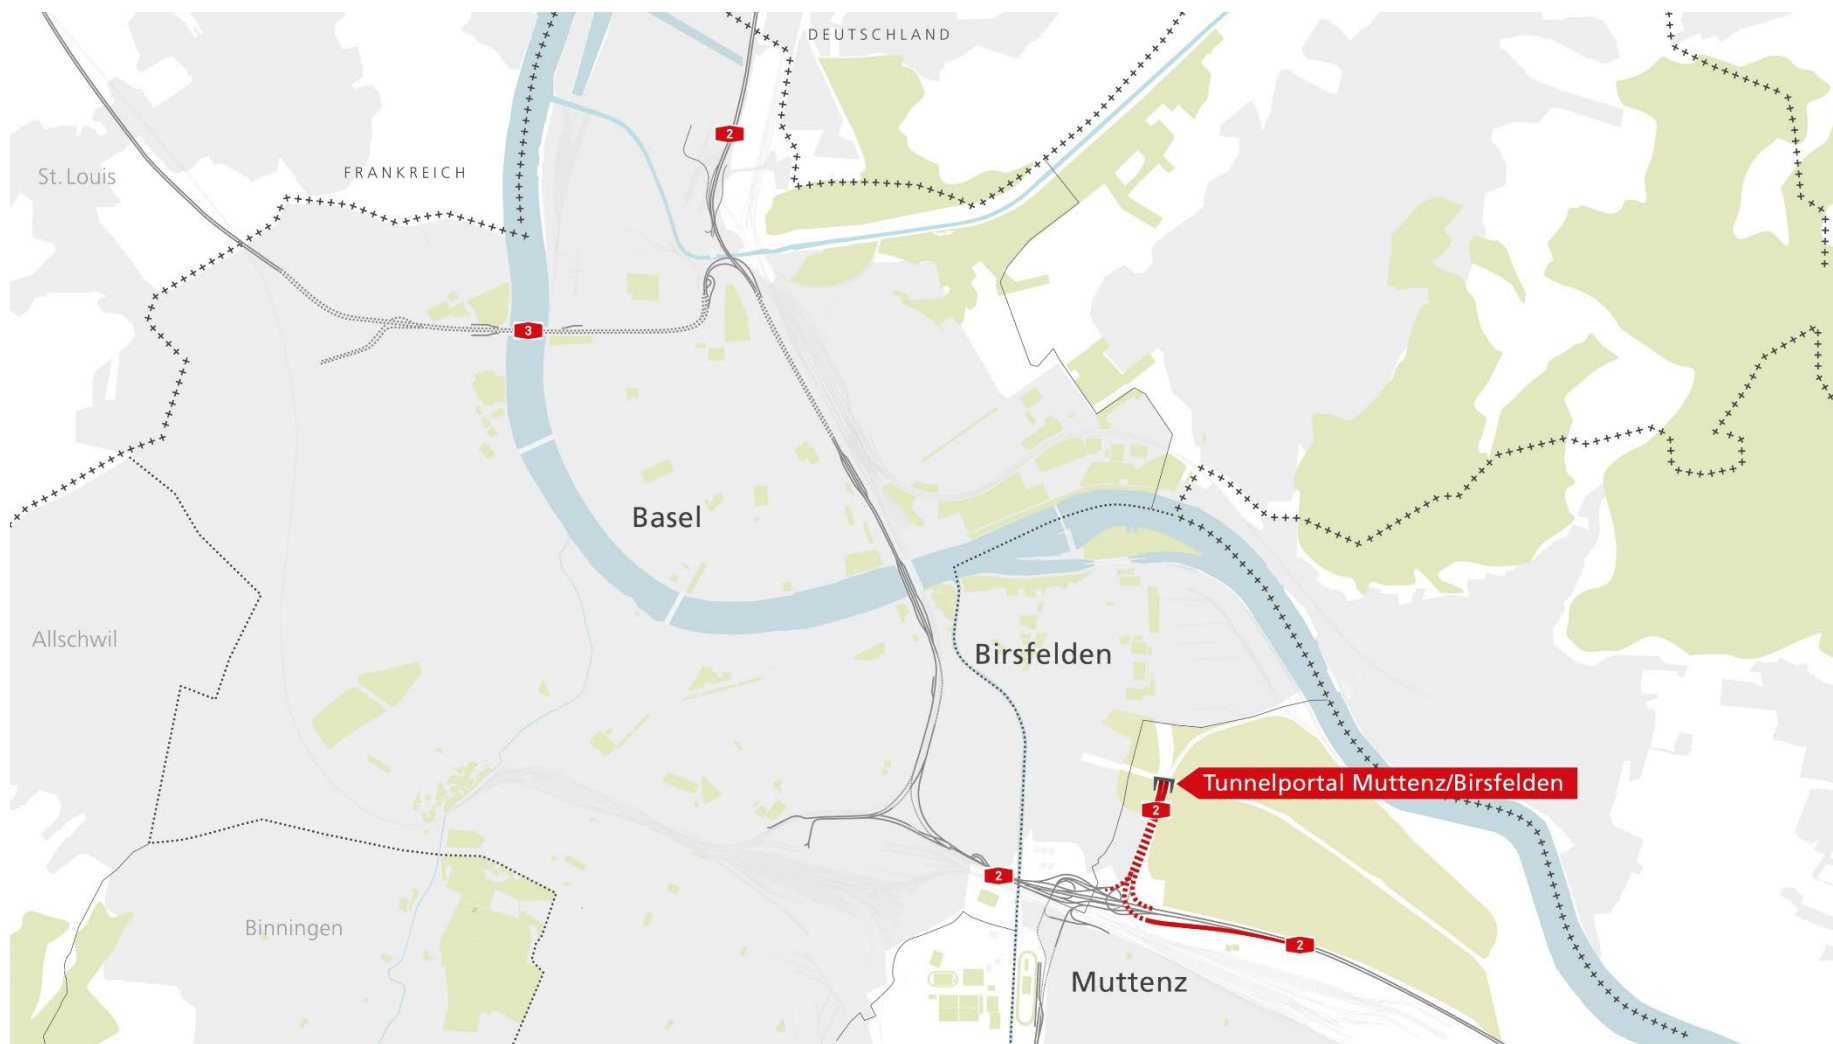 DEUTSCHLAND
2
St. Louis
FRANKREICH
3
Basel
Allschwil
Birsfelden
Tunnelportal Muttenz/Birsfelden
2
2
Binningen
2
Muttenz